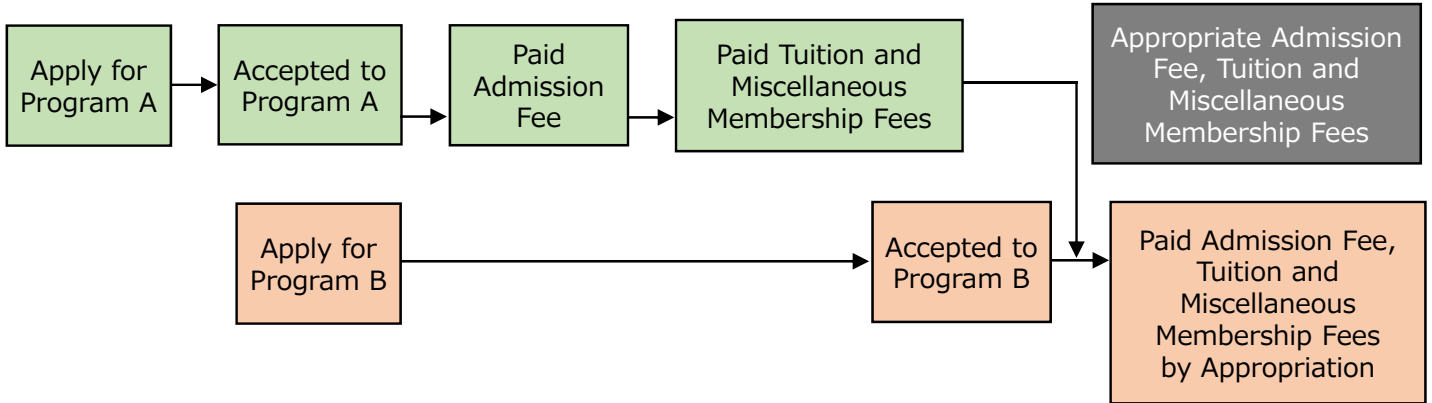 Apply for
Program A
Accepted to
Program A
Paid
Admission
Fee
Paid Tuition and
Miscellaneous
Membership Fees
Appropriate Admission
Fee, Tuition and
Miscellaneous
Membership Fees
Apply for
Program B
Accepted to
Program B
Paid Admission Fee,
Tuition and
Miscellaneous
Membership Fees
by Appropriation